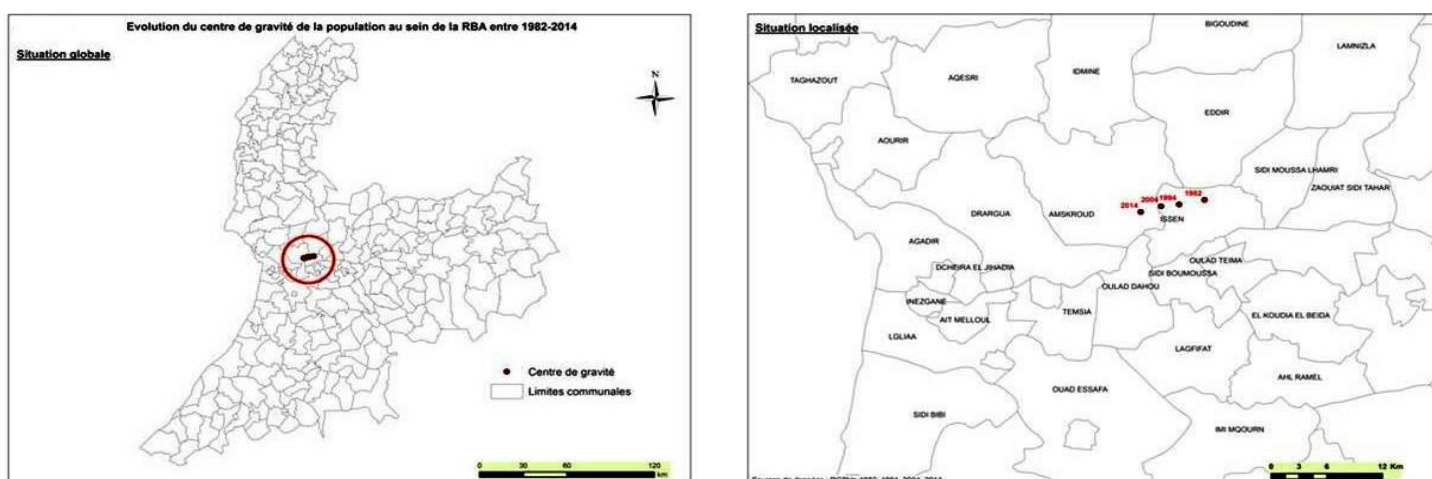 Evolution du centre de gravité de la population au sein de la RBA entre 1982-2014
Situation globale
N
Centre de gravité
Limites communales
0 30 60 120
km
Situation localisée
BIGOUDINE
LAMNIZLA
TAGHAZOUT
AQESRI
IDMINE
EDDIR
AOURIR
SIDI MOUSSA LHAMRI
ZAOUIAT SIDI TAHAR
1982
2004 1994
2014
ISSEN
DRARGUA
AMSKROUD
AGADIR
DCHEIRA EL JIHADIA
OULAD TEIMA
SIDI BOUMOUSSA
OULAD DAHOU
INEZGANE
AIT MELLOUL
TEMSIA
EL KOUDIA EL BEIDA
LGLIAA
LAQFIFAT
AHL RAMEL
OUAD ESSAFA
SIDI BIBI
IMI MQOURN
0 3 6 12 Km